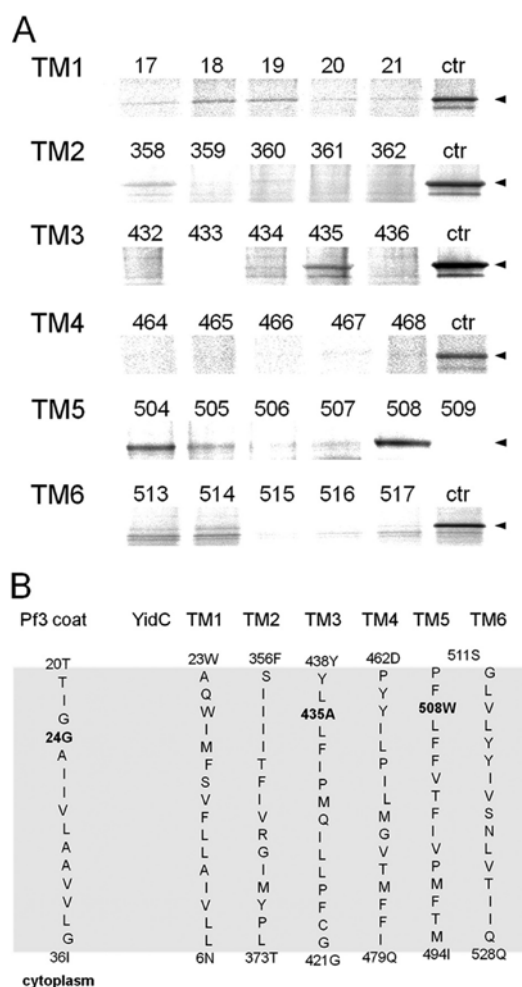 A
TM1 17 18 19 20 21 ctr
TM2 358 359 360 361 362 ctr
TM3 432 433 434 435 436 ctr
TM4 464 465 466 467 468 ctr
TM5 504 505 506 507 508 509
TM6 513 514 515 516 517 ctr
B
Pf3 coat YidC TM1 TM2 TM3 TM4 TM5 TM6
20T 23W 356F 438Y 462D 511S
T A S Y P P G
I Q I L Y F L
G W I 435A Y 508W V
24G I I L I L L
A M I F L F Y
I F T I P F Y
I S F P I V I
V V I M L T V
L F V Q M F S
A L R I G I N
A L G L V V L
V A I L T P V
V I M P M M T
L V Y F F F I
G L P C F T I
L L G I M Q
36I 6N 373T 421G 479Q 494I 528Q
cytoplasm